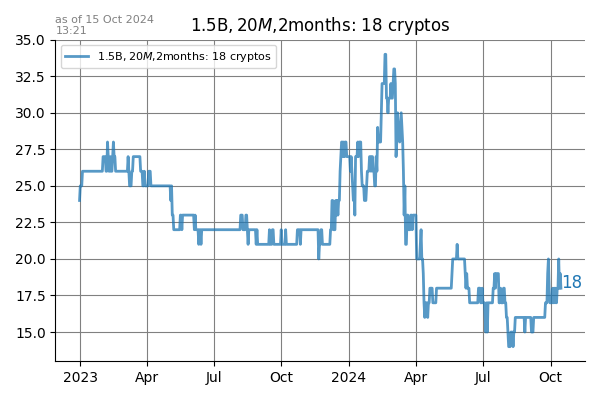 as of 15 Oct 2024
13:21
1.5B, 20M,2months: 18 cryptos
1.5B, 20M,2months: 18 cryptos
35.0
32.5
30.0
27.5
25.0
22.5
20.0
17.5
15.0
18
2023
Apr
Jul
Oct
2024
Apr
Jul
Oct